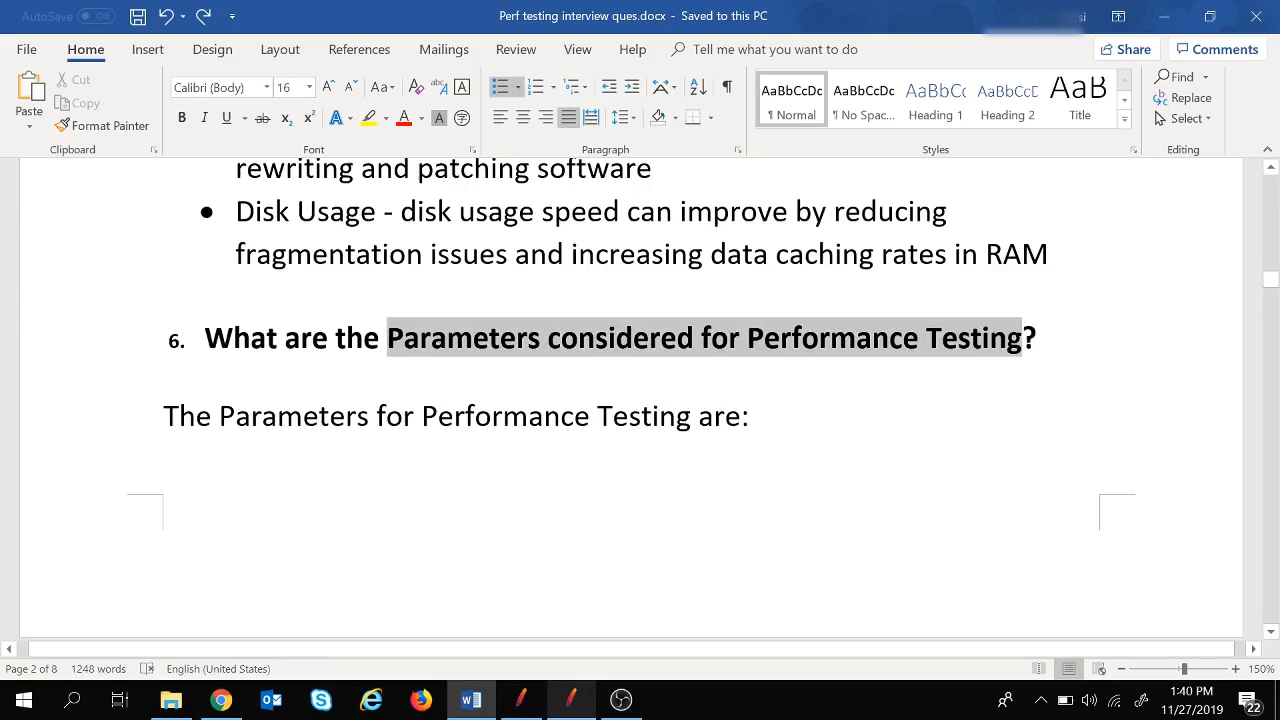 AutoSave Off
Perf testing interview ques.docx - Saved to this PC
si
File Home Insert Design Layout References Mailings Review View Help Tell me what you want to do Share Comments
Paste
Cut
Copy
Format Painter
Clipboard
Calibri (Body) 16
Font
Paragraph
AaBbCcDc AaBbCcDc AaBbCc AaBbCcD AaB
¶ Normal ¶ No Spac... Heading 1 Heading 2 Title
Styles
Find
Replace
Select
Editing
rewriting and patching software
● Disk Usage - disk usage speed can improve by reducing
fragmentation issues and increasing data caching rates in RAM
6. What are the Parameters considered for Performance Testing?
The Parameters for Performance Testing are:
Page 2 of 8 1248 words English (United States) 150%
1:40 PM
11/27/2019
22